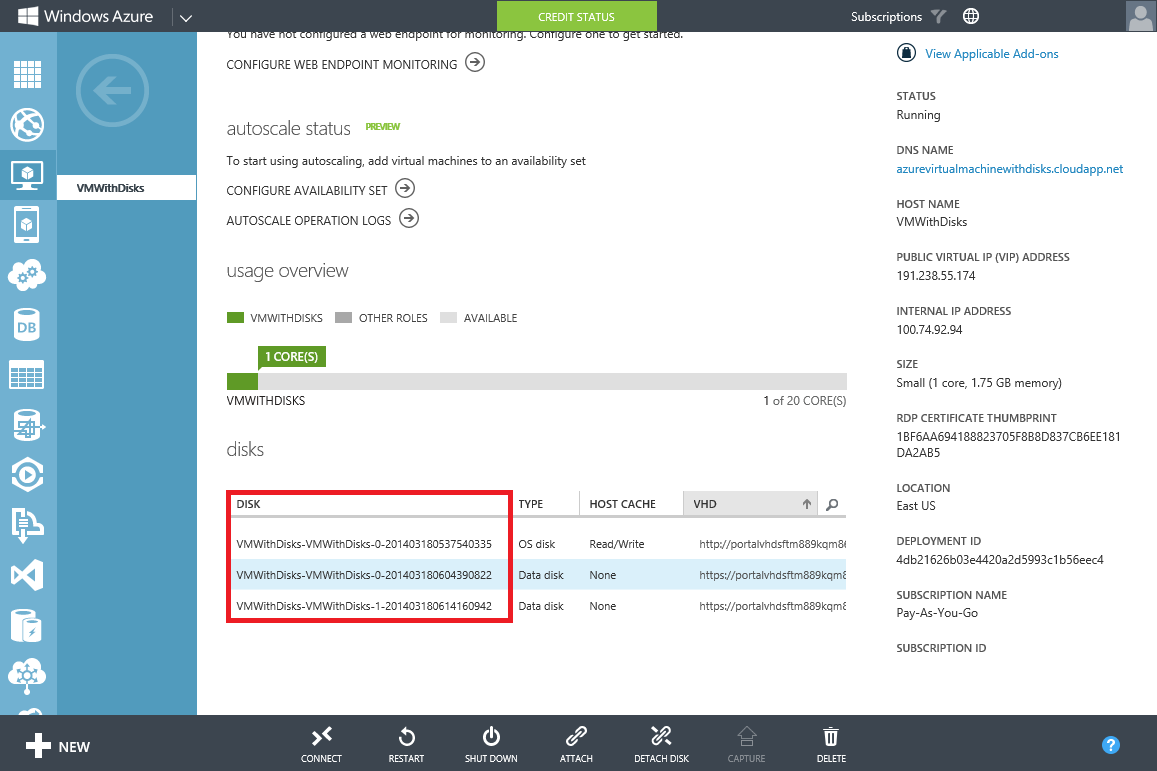 Windows Azure
CREDIT STATUS
Subscriptions
VMWithDisks
You have not configured a web endpoint for monitoring. Configure one to get started.
CONFIGURE WEB ENDPOINT MONITORING
autoscale status PREVIEW
To start using autoscaling, add virtual machines to an availability set
CONFIGURE AVAILABILITY SET
AUTOSCALE OPERATION LOGS
usage overview
VMWITHDISKS OTHER ROLES AVAILABLE
1 CORE(S)
VMWITHDISKS 1 of 20 CORE(S)
disks
DISK TYPE HOST CACHE VHD
VMWithDisks-VMWithDisks-0-201403180537540335 OS disk Read/Write http://portalvhdsftm889kqm86
VMWithDisks-VMWithDisks-0-201403180604390822 Data disk None https://portalvhdsftm889kqm8
VMWithDisks-VMWithDisks-1-201403180614160942 Data disk None https://portalvhdsftm889kqm8
View Applicable Add-ons
STATUS
Running
DNS NAME
azurevirtualmachinewithdisks.cloudapp.net
HOST NAME
VMWithDisks
PUBLIC VIRTUAL IP (VIP) ADDRESS
191.238.55.174
INTERNAL IP ADDRESS
100.74.92.94
SIZE
Small (1 core, 1.75 GB memory)
RDP CERTIFICATE THUMBPRINT
1BF6AA694188823705F8B8D837CB6EE181
DA2AB5
LOCATION
East US
DEPLOYMENT ID
4db21626b03e4420a2d5993c1b56eec4
SUBSCRIPTION NAME
Pay-As-You-Go
SUBSCRIPTION ID
DB
NEW
CONNECT RESTART SHUT DOWN ATTACH DETACH DISK CAPTURE DELETE
?